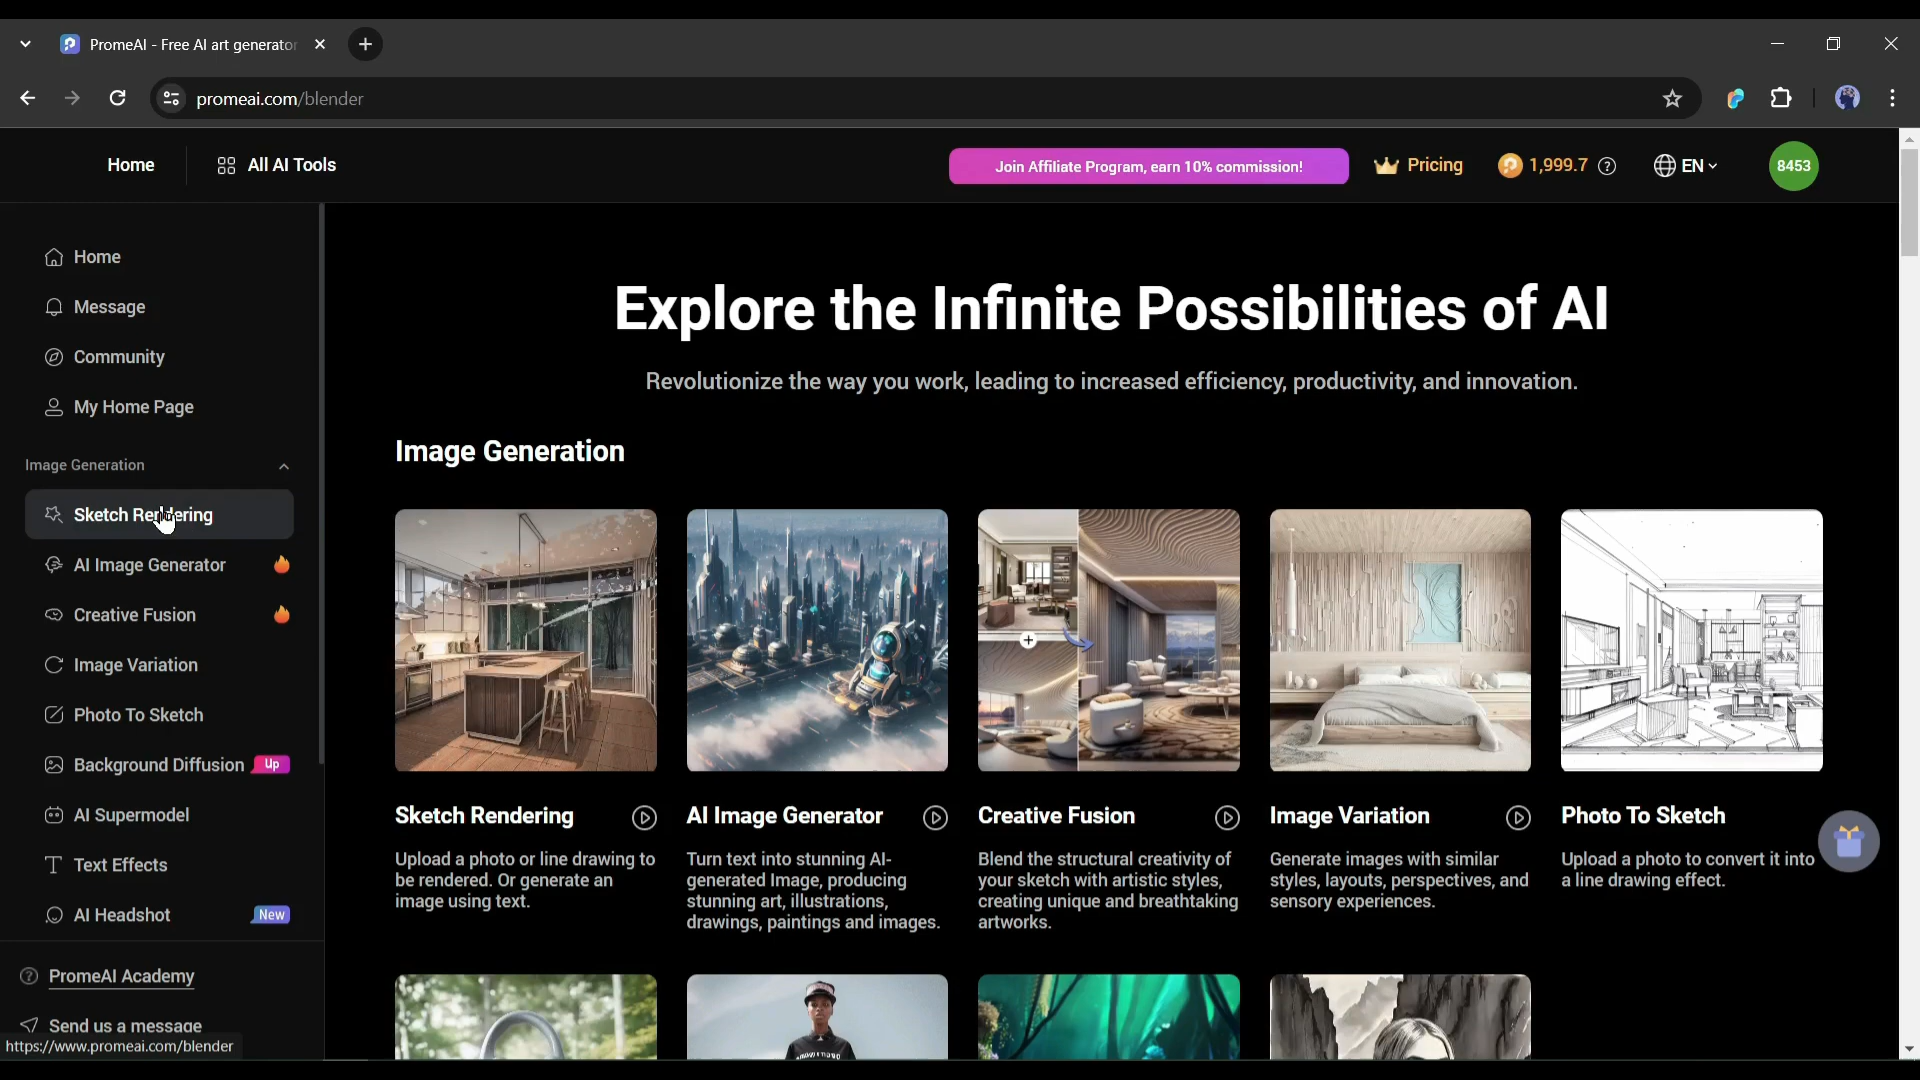 PromeAI - Free AI art generator
promeai.com/blender
Home
All AI Tools
Join Affiliate Program, earn 10% commission!
Pricing
1,999.7
EN
8453
Home
Message
Community
My Home Page
Image Generation
Sketch Rendering
AI Image Generator
Creative Fusion
Image Variation
Photo To Sketch
Background Diffusion Up
AI Supermodel
Text Effects
AI Headshot New
PromeAI Academy
Send us a message
https://www.promeai.com/blender
Explore the Infinite Possibilities of AI
Revolutionize the way you work, leading to increased efficiency, productivity, and innovation.
Image Generation
Sketch Rendering
Upload a photo or line drawing to
be rendered. Or generate an
image using text.
AI Image Generator
Turn text into stunning AI-
generated Image, producing
stunning art, illustrations,
drawings, paintings and images.
Creative Fusion
Blend the structural creativity of
your sketch with artistic styles,
creating unique and breathtaking
artworks.
Image Variation
Generate images with similar
styles, layouts, perspectives, and
sensory experiences.
Photo To Sketch
Upload a photo to convert it into
a line drawing effect.